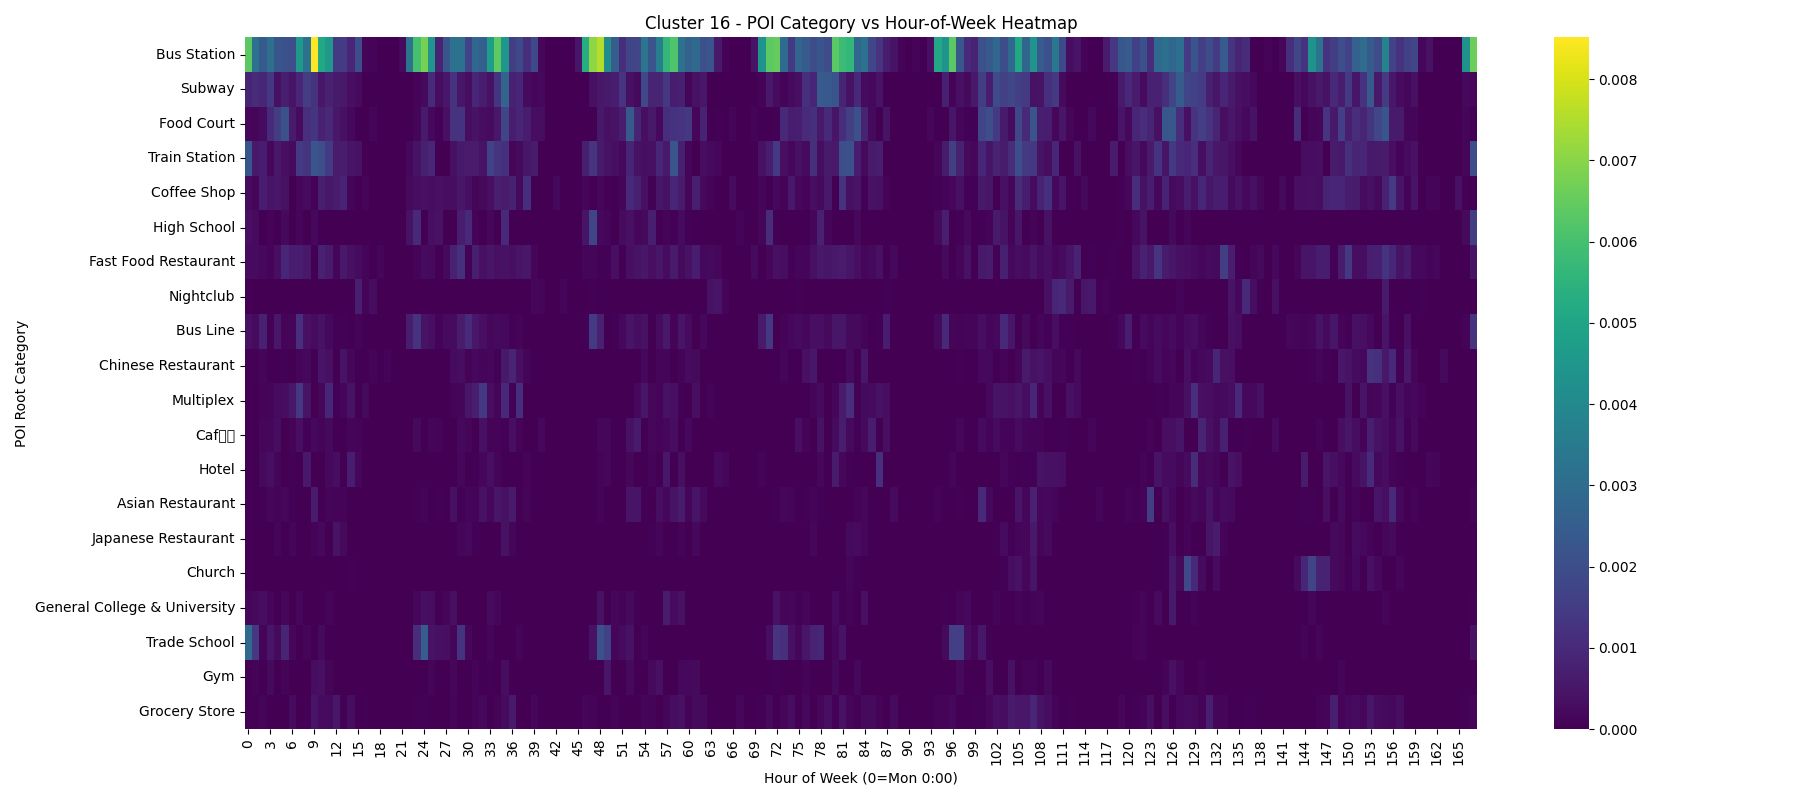 Cluster 16 - POI Category vs Hour-of-Week Heatmap
POI Root Category
Bus Station
Subway
Food Court
Train Station
Coffee Shop
High School
Fast Food Restaurant
Nightclub
Bus Line
Chinese Restaurant
Multiplex
Caf▯▯
Hotel
Asian Restaurant
Japanese Restaurant
Church
General College & University
Trade School
Gym
Grocery Store
0 3 6 9 12 15 18 21 24 27 30 33 36 39 42 45 48 51 54 57 60 63 66 69 72 75 78 81 84 87 90 93 96 99 102 105 108 111 114 117 120 123 126 129 132 135 138 141 144 147 150 153 156 159 162 165
Hour of Week (0=Mon 0:00)
0.008
0.007
0.006
0.005
0.004
0.003
0.002
0.001
0.000